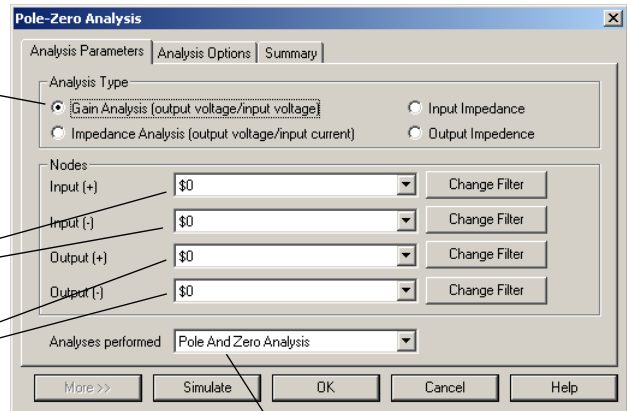 Pole-Zero Analysis
Analysis Parameters Analysis Options Summary
Analysis Type
Gain Analysis (output voltage/input voltage) Input Impedance
Impedance Analysis (output voltage/input current) Output Impedence
Nodes
Input (+) $0 Change Filter
Input (-) $0 Change Filter
Output (+) $0 Change Filter
Output (-) $0 Change Filter
Analyses performed Pole And Zero Analysis
More >> Simulate OK Cancel Help